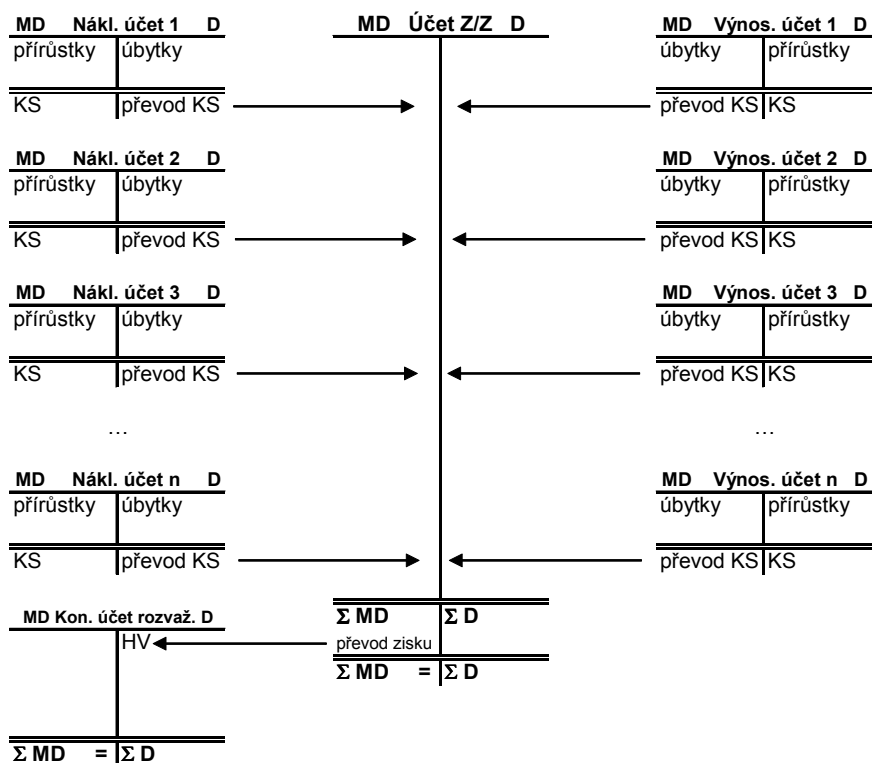 MD Nákl. účet 1 D
přírůstky úbytky
KS převod KS
MD Nákl. účet 2 D
přírůstky úbytky
KS převod KS
MD Nákl. účet 3 D
přírůstky úbytky
KS převod KS
...
MD Nákl. účet n D
přírůstky úbytky
KS převod KS
MD Kon. účet rozvaž. D
HV
Σ MD = Σ D
MD Účet Z/Z D
Σ MD Σ D
převod zisku
Σ MD = Σ D
MD Výnos. účet 1 D
úbytky přírůstky
převod KS KS
MD Výnos. účet 2 D
úbytky přírůstky
převod KS KS
MD Výnos. účet 3 D
úbytky přírůstky
převod KS KS
...
MD Výnos. účet n D
úbytky přírůstky
převod KS KS